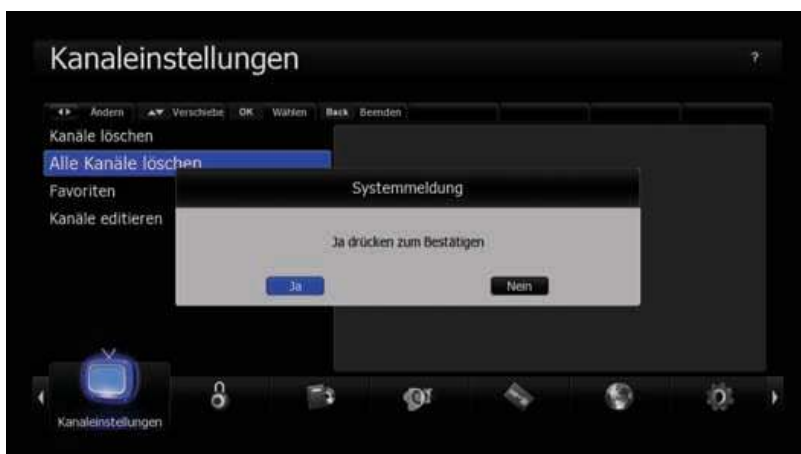 Kanaleinstellungen
?
Ändern Verschiebe OK Wählen Back Beenden
Kanäle löschen
Alle Kanäle löschen
Favoriten
Kanäle editieren
Systemmeldung
Ja drücken zum Bestätigen
Ja Nein
Kanaleinstellungen